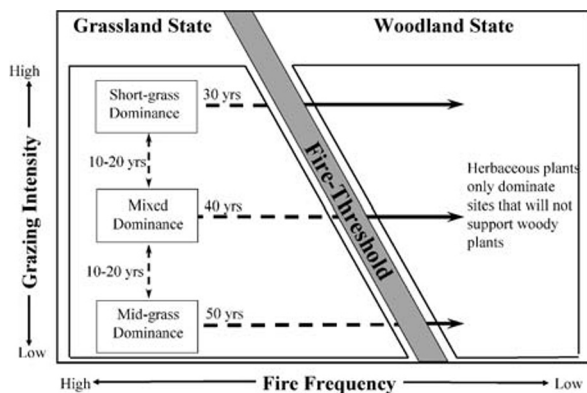 Grassland State
Woodland State
High
Short-grass
Dominance
30 yrs
10-20 yrs
Grazing Intensity
Mixed
Dominance
40 yrs
Fire-Threshold
Herbaceous plants
only dominate
sites that will not
support woody
plants
10-20 yrs
Mid-grass
Dominance
50 yrs
Low
High
Fire Frequency
Low